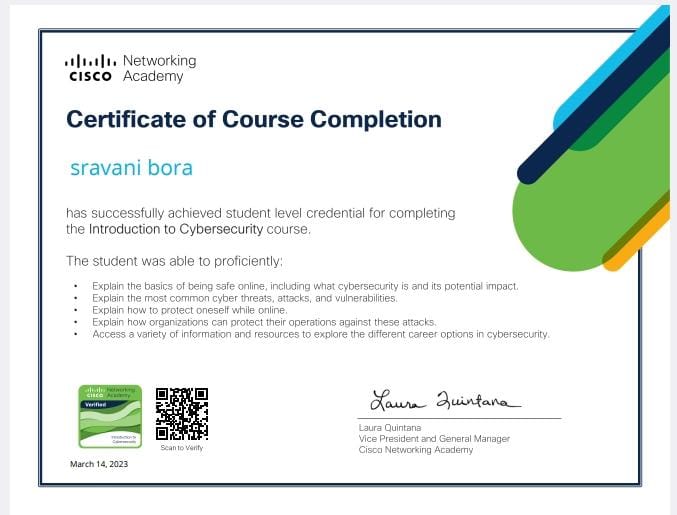 Networking
CISCO Academy
Certificate of Course Completion
sravani bora
has successfully achieved student level credential for completing
the Introduction to Cybersecurity course.
The student was able to proficiently:
• Explain the basics of being safe online, including what cybersecurity is and its potential impact.
• Explain the most common cyber threats, attacks, and vulnerabilities.
• Explain how to protect oneself while online.
• Explain how organizations can protect their operations against these attacks.
• Access a variety of information and resources to explore the different career options in cybersecurity.
Networking
CISCO Academy
Verified
Introduction to
Cybersecurity
Scan to Verify
March 14, 2023
Laura Quintana
Laura Quintana
Vice President and General Manager
Cisco Networking Academy